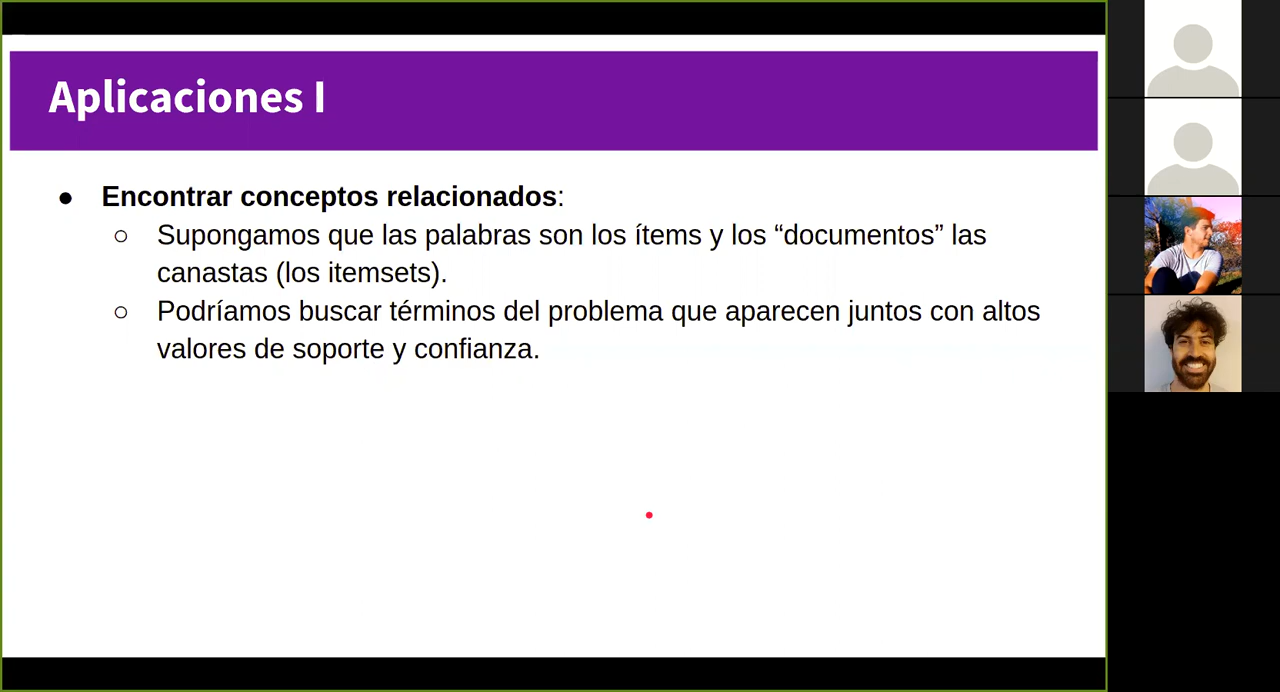 Aplicaciones I
● Encontrar conceptos relacionados:
○ Supongamos que las palabras son los ítems y los “documentos” las
canastas (los itemsets).
○ Podríamos buscar términos del problema que aparecen juntos con altos
valores de soporte y confianza.